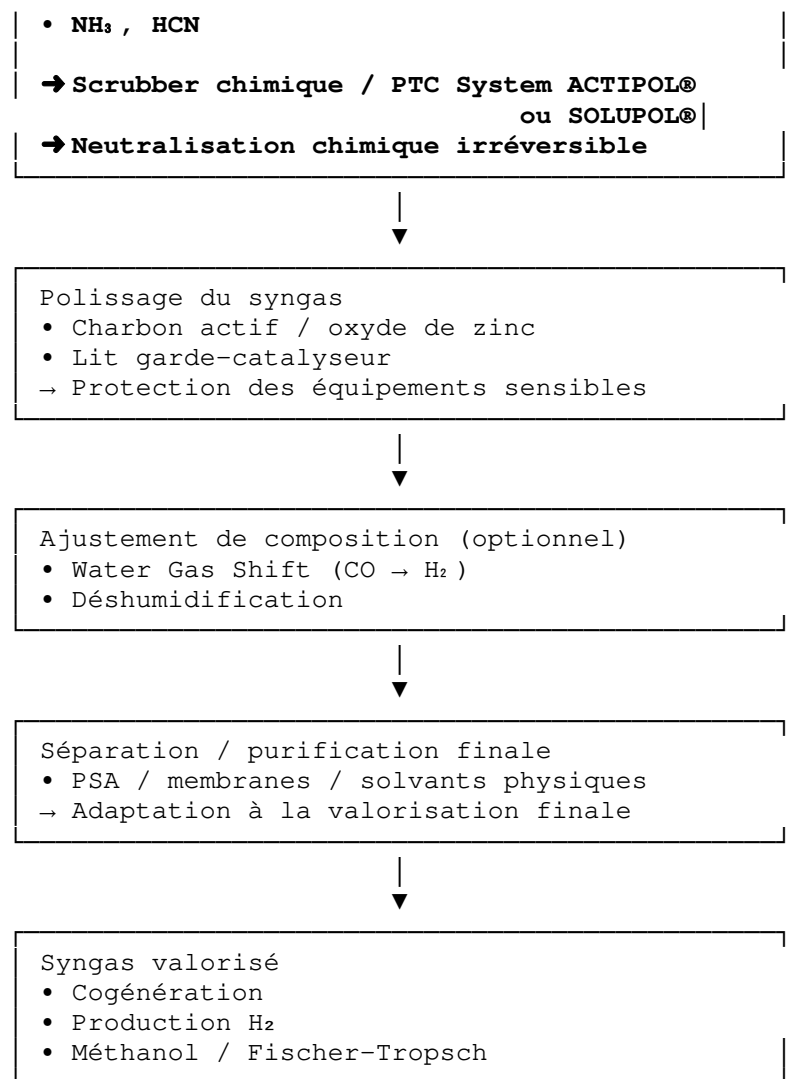 • NH₃ , HCN
➜ Scrubber chimique / PTC System ACTIPOL®
ou SOLUPOL®
➜ Neutralisation chimique irréversible
Polissage du syngas
• Charbon actif / oxyde de zinc
• Lit garde-catalyseur
→ Protection des équipements sensibles
Ajustement de composition (optionnel)
• Water Gas Shift (CO → H₂ )
• Déshumidification
Séparation / purification finale
• PSA / membranes / solvants physiques
→ Adaptation à la valorisation finale
Syngas valorisé
• Cogénération
• Production H₂
• Méthanol / Fischer-Tropsch